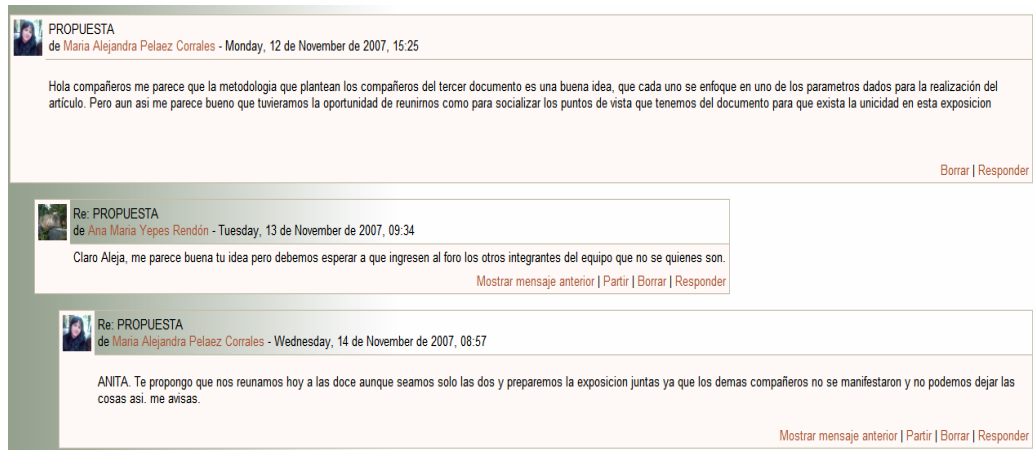 PROPUESTA
de Maria Alejandra Pelaez Corrales - Monday, 12 de November de 2007, 15:25
Hola compañeros me parece que la metodologia que plantean los compañeros del tercer documento es una buena idea, que cada uno se enfoque en uno de los parametros dados para la realización del
artículo. Pero aun asi me parece bueno que tuvieramos la oportunidad de reunirnos como para socializar los puntos de vista que tenemos del documento para que exista la unicidad en esta exposicion
Borrar | Responder
Re: PROPUESTA
de Ana Maria Yepes Rendón - Tuesday, 13 de November de 2007, 09:34
Claro Aleja, me parece buena tu idea pero debemos esperar a que ingresen al foro los otros integrantes del equipo que no se quienes son.
Mostrar mensaje anterior | Partir | Borrar | Responder
Re: PROPUESTA
de Maria Alejandra Pelaez Corrales - Wednesday, 14 de November de 2007, 08:57
ANITA. Te propongo que nos reunamos hoy a las doce aunque seamos solo las dos y preparemos la exposicion juntas ya que los demas compañeros no se manifestaron y no podemos dejar las
cosas asi. me avisas.
Mostrar mensaje anterior | Partir | Borrar | Responder